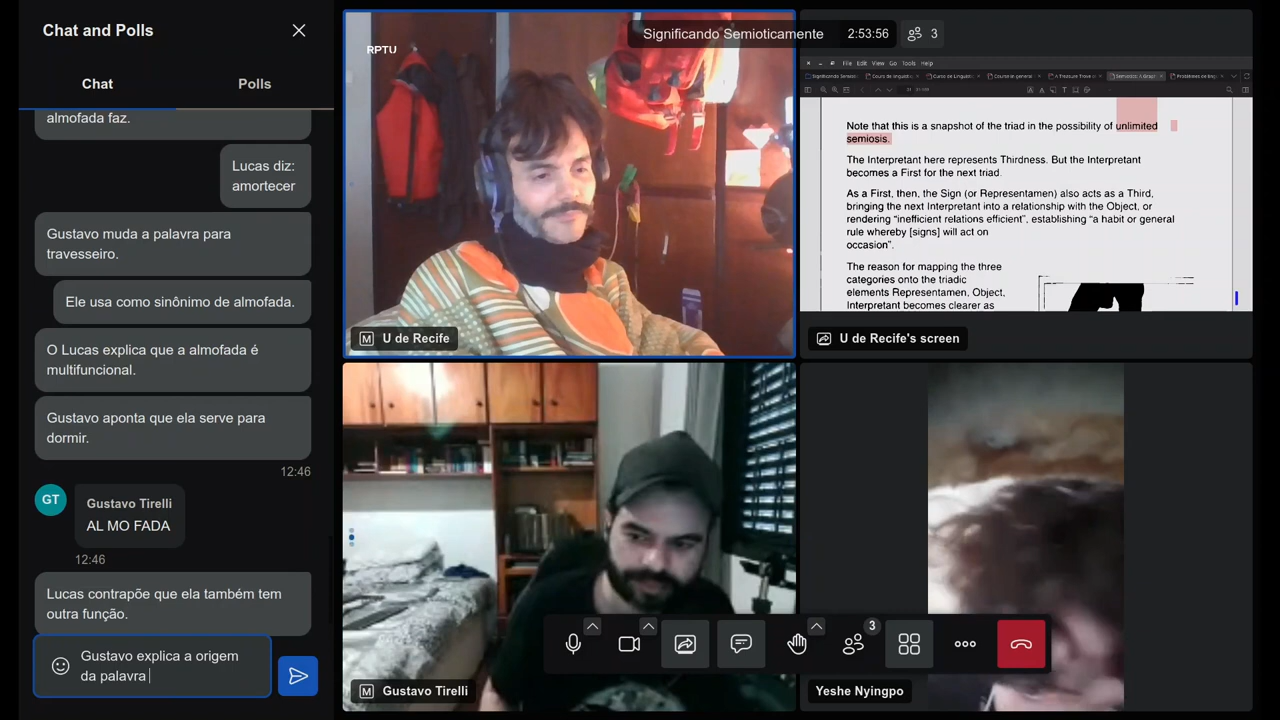 Chat and Polls
Chat
Polls
almofada faz.
Lucas diz:
amortecer
Gustavo muda a palavra para
travesseiro.
Ele usa como sinônimo de almofada.
O Lucas explica que a almofada é
multifuncional.
Gustavo aponta que ela serve para
dormir.
12:46
GT
Gustavo Tirelli
AL MO FADA
12:46
Lucas contrapõe que ela também tem
outra função.
Gustavo explica a origem
da palavra
Significando Semioticamente
2:53:56
3
RPTU
M
U de Recife
File Edit View Go Tools Help
Note that this is a snapshot of the triad in the possibility of unlimited
semiosis.
The Interpretant here represents Thirdness. But the Interpretant
becomes a First for the next triad.
As a First, then, the Sign (or Representamen) also acts as a Third,
bringing the next Interpretant into a relationship with the Object, or
rendering “inefficient relations efficient”, establishing “a habit or general
rule whereby [signs] will act on
occasion”.
The reason for mapping the three
categories onto the triadic
elements Representamen, Object,
Interpretant becomes clearer as
U de Recife's screen
M
Gustavo Tirelli
3
Yeshe Nyingpo